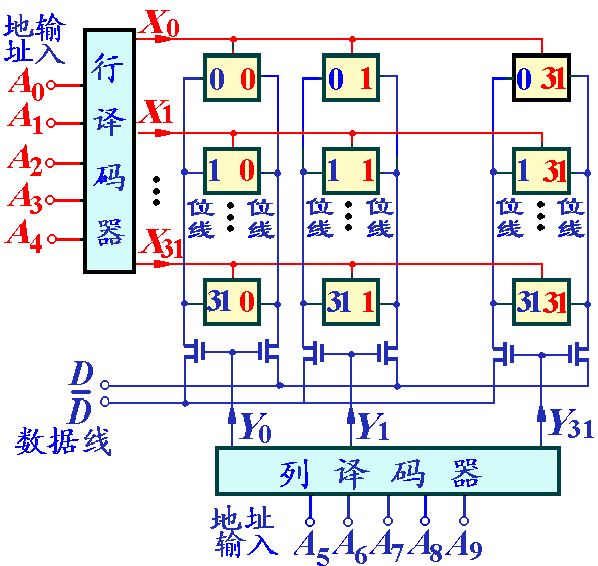 地输
址入
A0
A1
A2
A3
A4
行译码器
X0
X1
X31
0 0
0 1
0 31
1 0
1 1
1 31
位线 位线 位线 位线 位线 位线
31 0
31 1
31 31
D
D̅
数据线
Y0
Y1
Y31
列译码器
地址
输入
A5 A6 A7 A8 A9